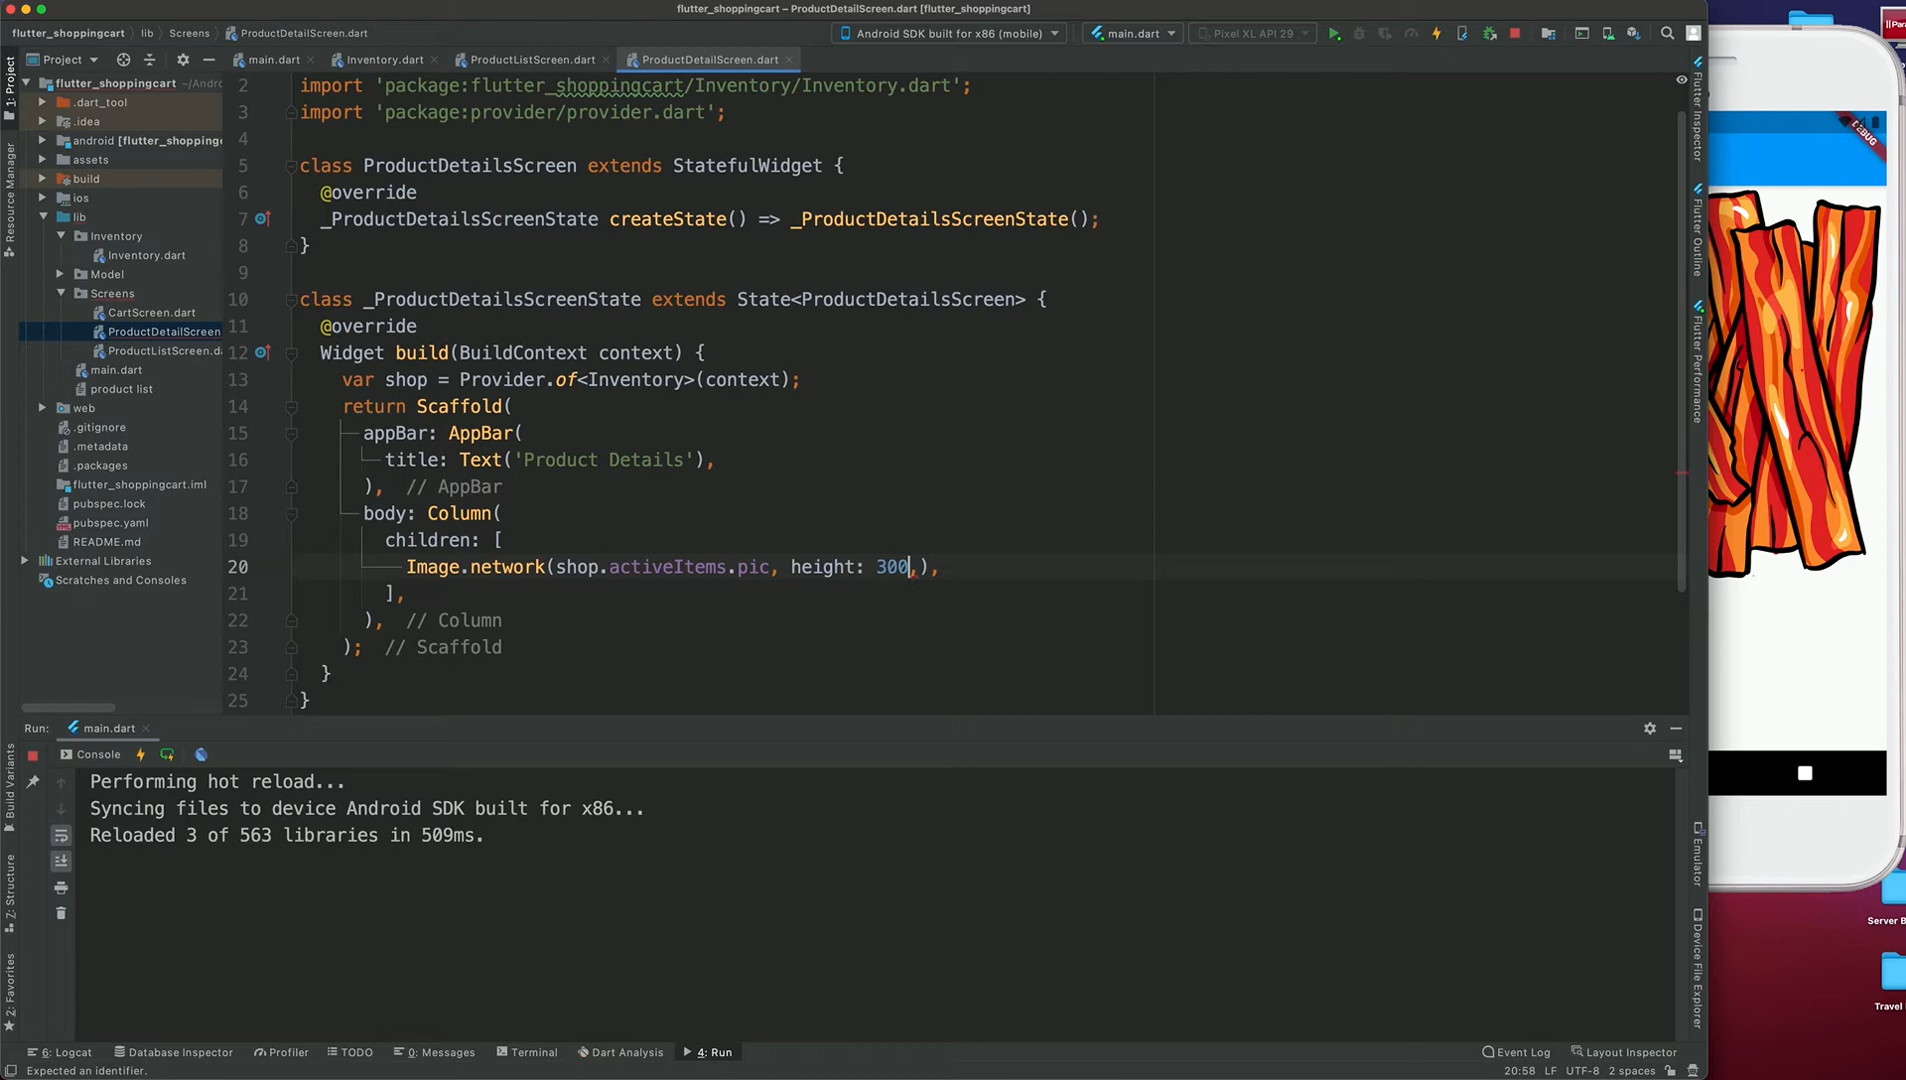 flutter_shoppingcart – ProductDetailScreen.dart [flutter_shoppingcart]
flutter_shoppingcart lib Screens ProductDetailScreen.dart
Android SDK built for x86 (mobile) main.dart Pixel XL API 29
Project
main.dart Inventory.dart ProductListScreen.dart ProductDetailScreen.dart
flutter_shoppingcart ~/Androi
.dart_tool
.idea
android [flutter_shopping
assets
build
ios
lib
Inventory
Inventory.dart
Model
Screens
CartScreen.dart
ProductDetailScreen
ProductListScreen.da
main.dart
product list
web
.gitignore
.metadata
.packages
flutter_shoppingcart.iml
pubspec.lock
pubspec.yaml
README.md
External Libraries
Scratches and Consoles
1: Project
Resource Manager
Build Variants
Z: Structure
2: Favorites
2 import 'package:flutter_shoppingcart/Inventory/Inventory.dart';
3 import 'package:provider/provider.dart';
4
5 class ProductDetailsScreen extends StatefulWidget {
6 @override
7 _ProductDetailsScreenState createState() => _ProductDetailsScreenState();
8 }
9
10 class _ProductDetailsScreenState extends State<ProductDetailsScreen> {
11 @override
12 Widget build(BuildContext context) {
13 var shop = Provider.of<Inventory>(context);
14 return Scaffold(
15 appBar: AppBar(
16 title: Text('Product Details'),
17 ), // AppBar
18 body: Column(
19 children: [
20 Image.network(shop.activeItems.pic, height: 300,),
21 ],
22 ), // Column
23 ); // Scaffold
24 }
25 }
Flutter Inspector
Flutter Outline
Flutter Performance
Emulator
Device File Explorer
DEBUG
Run: main.dart
Console
Performing hot reload...
Syncing files to device Android SDK built for x86...
Reloaded 3 of 563 libraries in 509ms.
6: Logcat Database Inspector Profiler TODO 0: Messages Terminal Dart Analysis 4: Run Event Log Layout Inspector
Expected an identifier. 20:58 LF UTF-8 2 spaces
Server B
Travel